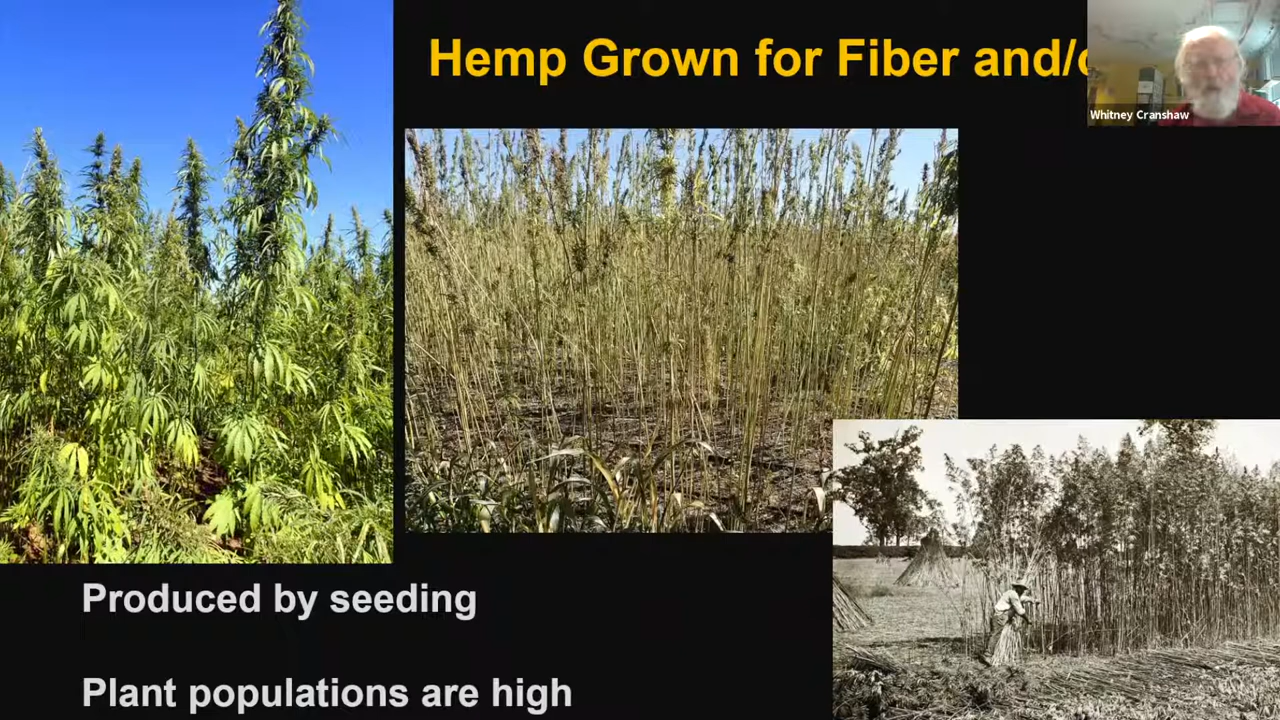 Hemp Grown for Fiber and/
Whitney Cranshaw
Produced by seeding
Plant populations are high